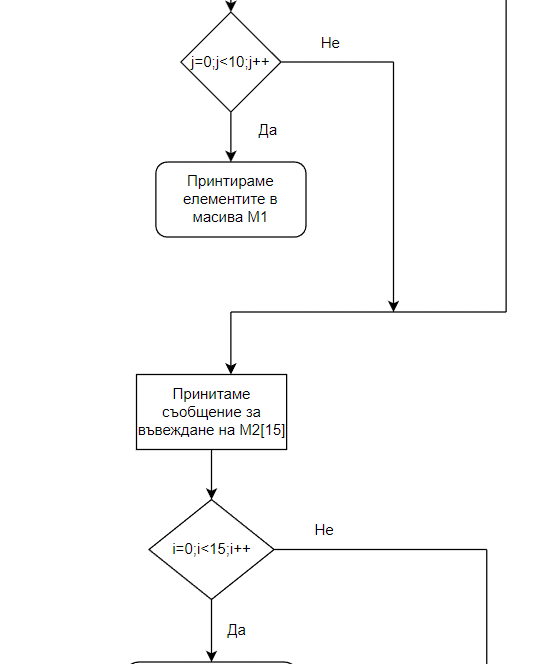 Не
j=0;j<10;j++
Да
Принтираме
елементите в
масива М1
Принитаме
съобщение за
въвеждане на М2[15]
Не
i=0;i<15;i++
Да